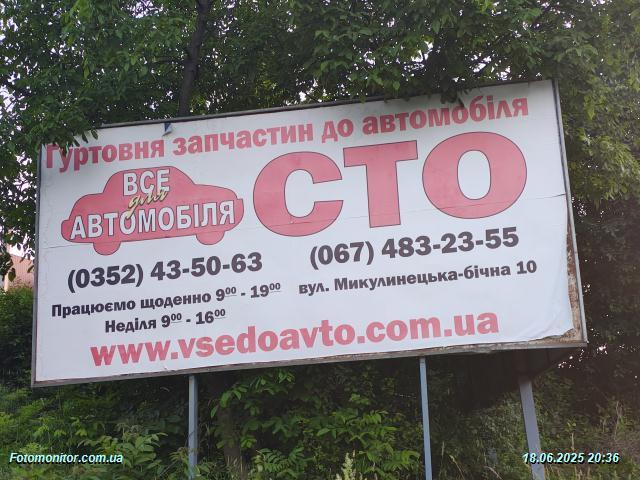 Гуртовня запчастин до автомобіля
ВСЕ
для
АВТОМОБІЛЯ
СТО
(0352) 43-50-63
(067) 483-23-55
Працюємо щоденно 9⁰⁰ - 19⁰⁰
вул. Микулинецька-бічна 10
Неділя 9⁰⁰ - 16⁰⁰
www.vsedoavto.com.ua
Fotomonitor.com.ua
18.06.2025 20:36